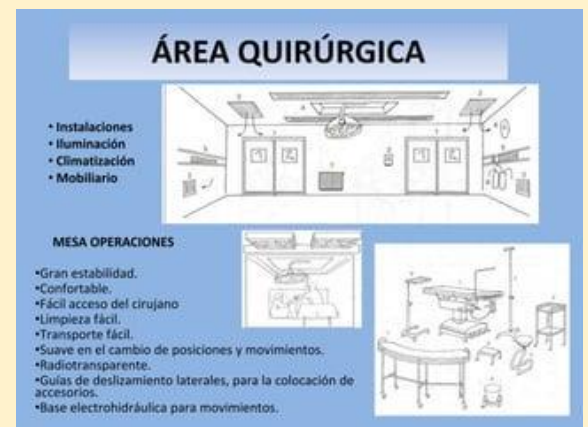 ÁREA QUIRÚRGICA
• Instalaciones
• Iluminación
• Climatización
• Mobiliario
MESA OPERACIONES
•Gran estabilidad.
•Confortable.
•Fácil acceso del cirujano
•Limpieza fácil.
•Transporte fácil.
•Suave en el cambio de posiciones y movimientos.
•Radiotransparente.
•Guías de deslizamiento laterales, para la colocación de
accesorios.
•Base electrohidráulica para movimientos.